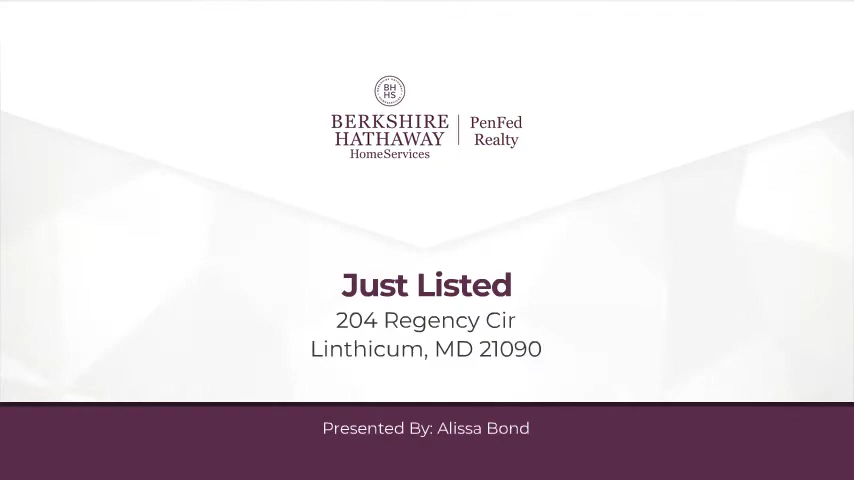 BH
HS
BERKSHIRE
HATHAWAY
HomeServices
PenFed
Realty
Just Listed
204 Regency Cir
Linthicum, MD 21090
Presented By: Alissa Bond